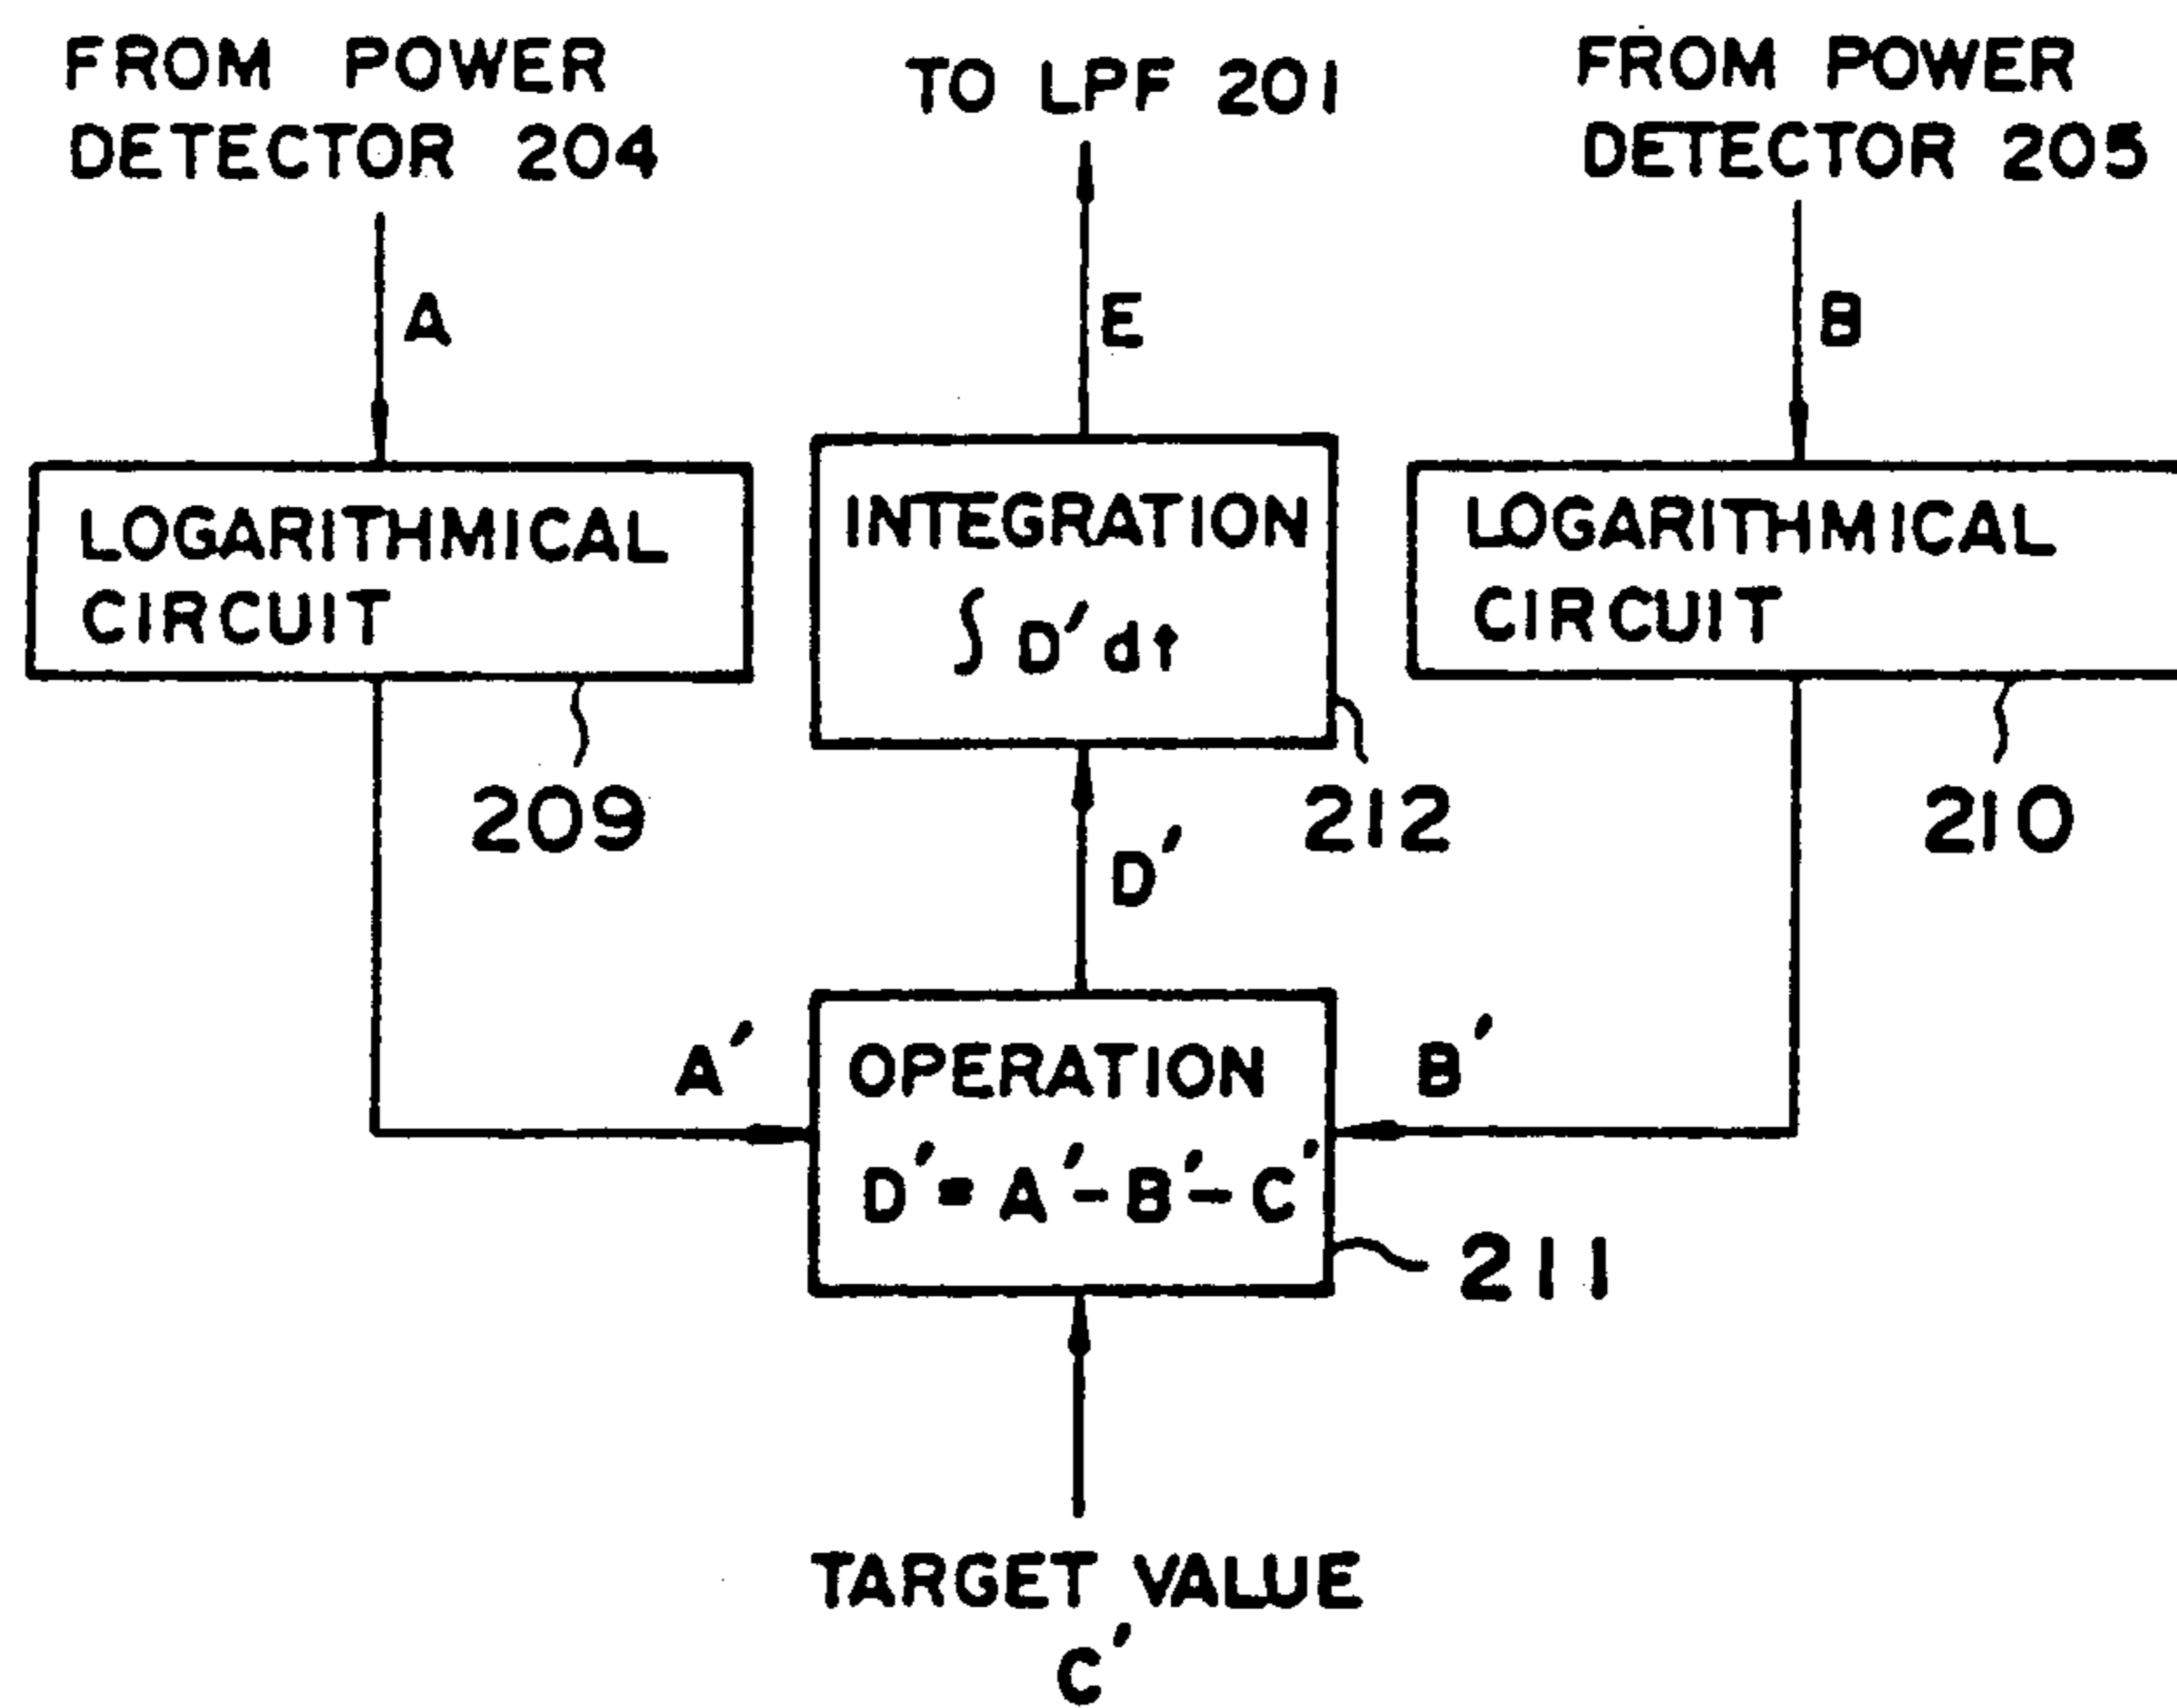 FROM POWER
DETECTOR 204
TO LPF 201
FROM POWER
DETECTOR 205
A
E
B
LOGARITHMICAL
CIRCUIT
INTEGRATION
∫ D' dt
LOGARITHMICAL
CIRCUIT
209
212
210
D'
A'
OPERATION
D' = A' - B' - C'
B'
211
TARGET VALUE
C'